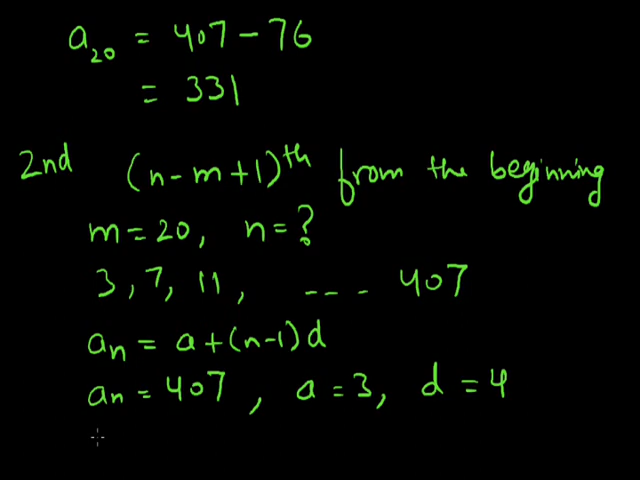 a₂₀ = 407 - 76
= 331
2nd (n-m+1)ᵗʰ from the beginning
m = 20, n = ?
3, 7, 11, ---- 407
aₙ = a + (n-1)d
aₙ = 407, a = 3, d = 4